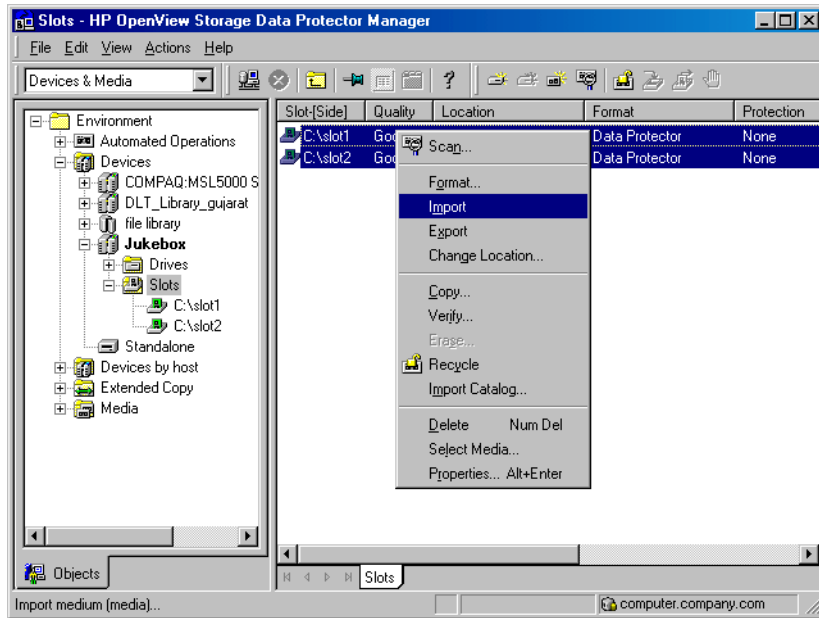 Slots - HP OpenView Storage Data Protector Manager
File Edit View Actions Help
Devices & Media
Environment
Automated Operations
Devices
COMPAQ:MSL5000 S
DLT_Library_gujarat
file library
Jukebox
Drives
Slots
C:\slot1
C:\slot2
Standalone
Devices by host
Extended Copy
Media
Objects
Slot-[Side] Quality Location Format Protection
C:\slot1 Goo Data Protector None
C:\slot2 Goo Data Protector None
Scan...
Format...
Import
Export
Change Location...
Copy...
Verify...
Erase...
Recycle
Import Catalog...
Delete Num Del
Select Media...
Properties... Alt+Enter
Slots
Import medium (media)... computer.company.com